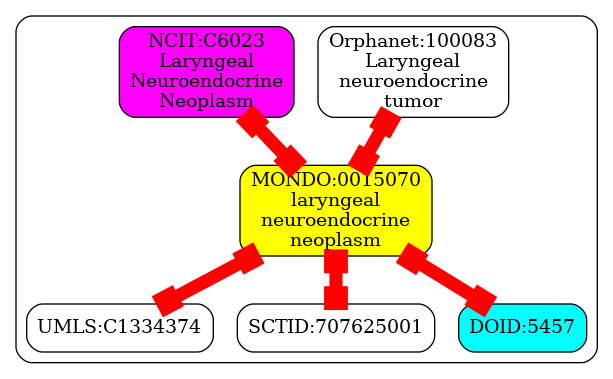 NCIT:C6023
Laryngeal
Neuroendocrine
Neoplasm
Orphanet:100083
Laryngeal
neuroendocrine
tumor
MONDO:0015070
laryngeal
neuroendocrine
neoplasm
UMLS:C1334374
SCTID:707625001
DOID:5457